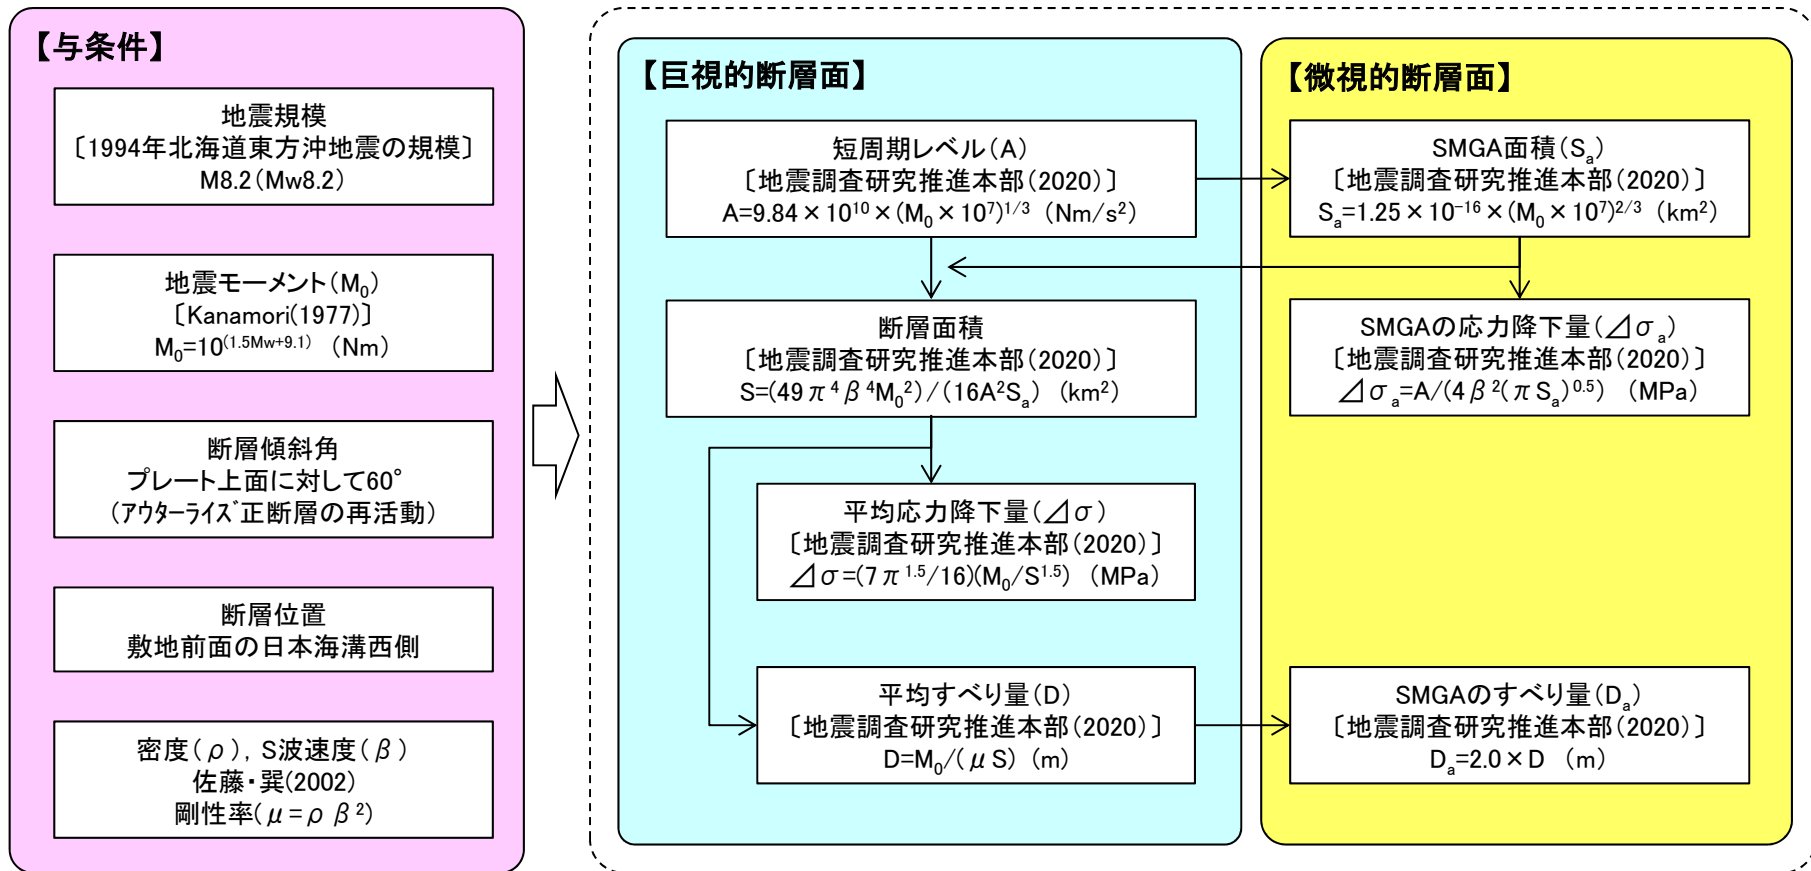 【与条件】
地震規模
〔1994年北海道東方沖地震の規模〕
M8.2(Mw8.2)
地震モーメント(M₀)
〔Kanamori(1977)〕
M₀=10⁽¹·⁵ᴹʷ⁺⁹·¹⁾ (Nm)
断層傾斜角
プレート上面に対して60°
(アウターライズ正断層の再活動)
断層位置
敷地前面の日本海溝西側
密度(ρ), S波速度(β)
佐藤・巽(2002)
剛性率(μ=ρβ²)
【巨視的断層面】
短周期レベル(A)
〔地震調査研究推進本部(2020)〕
A=9.84×10¹⁰×(M₀×10⁷)¹/³ (Nm/s²)
断層面積
〔地震調査研究推進本部(2020)〕
S=(49π⁴β⁴M₀²)/(16A²Sₐ) (km²)
平均応力降下量(⊿σ)
〔地震調査研究推進本部(2020)〕
⊿σ=(7π¹·⁵/16)(M₀/S¹·⁵) (MPa)
平均すべり量(D)
〔地震調査研究推進本部(2020)〕
D=M₀/(μS) (m)
【微視的断層面】
SMGA面積(Sₐ)
〔地震調査研究推進本部(2020)〕
Sₐ=1.25×10⁻¹⁶×(M₀×10⁷)²/³ (km²)
SMGAの応力降下量(⊿σₐ)
〔地震調査研究推進本部(2020)〕
⊿σₐ=A/(4β²(πSₐ)⁰·⁵) (MPa)
SMGAのすべり量(Dₐ)
〔地震調査研究推進本部(2020)〕
Dₐ=2.0×D (m)